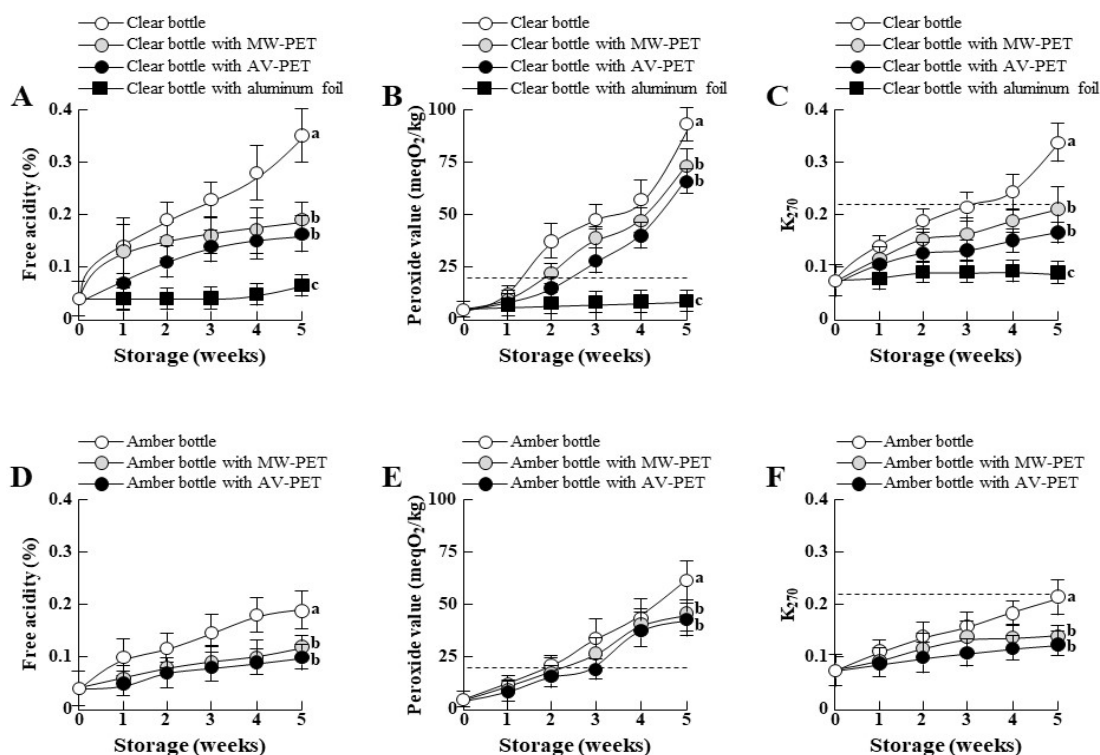 Clear bottle
Clear bottle with MW-PET
Clear bottle with AV-PET
Clear bottle with aluminum foil
A
0.4
0.3
0.2
0.1
0
Free acidity (%)
a
b
b
c
0 1 2 3 4 5
Storage (weeks)
Clear bottle
Clear bottle with MW-PET
Clear bottle with AV-PET
Clear bottle with aluminum foil
B
100
75
50
25
0
Peroxide value (meqO₂/kg)
a
b
b
c
0 1 2 3 4 5
Storage (weeks)
Clear bottle
Clear bottle with MW-PET
Clear bottle with AV-PET
Clear bottle with aluminum foil
C
0.4
0.3
0.2
0.1
0
K₂₇₀
a
b
b
c
0 1 2 3 4 5
Storage (weeks)
Amber bottle
Amber bottle with MW-PET
Amber bottle with AV-PET
D
0.4
0.3
0.2
0.1
0
Free acidity (%)
a
b
b
0 1 2 3 4 5
Storage (weeks)
Amber bottle
Amber bottle with MW-PET
Amber bottle with AV-PET
E
100
75
50
25
0
Peroxide value (meqO₂/kg)
a
b
b
0 1 2 3 4 5
Storage (weeks)
Amber bottle
Amber bottle with MW-PET
Amber bottle with AV-PET
F
0.4
0.3
0.2
0.1
0
K₂₇₀
a
b
b
0 1 2 3 4 5
Storage (weeks)